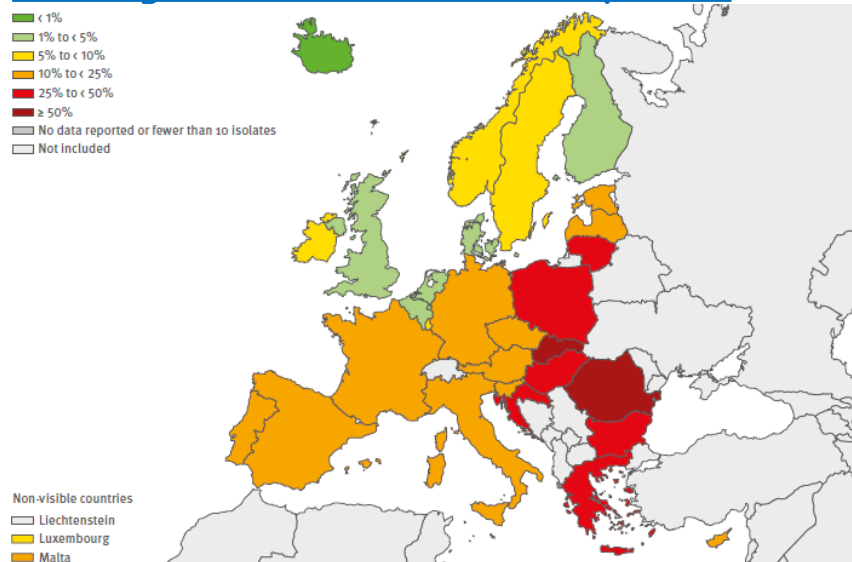 < 1%
1% to < 5%
5% to < 10%
10% to < 25%
25% to < 50%
≥ 50%
No data reported or fewer than 10 isolates
Not included
Non-visible countries
Liechtenstein
Luxembourg
Malta